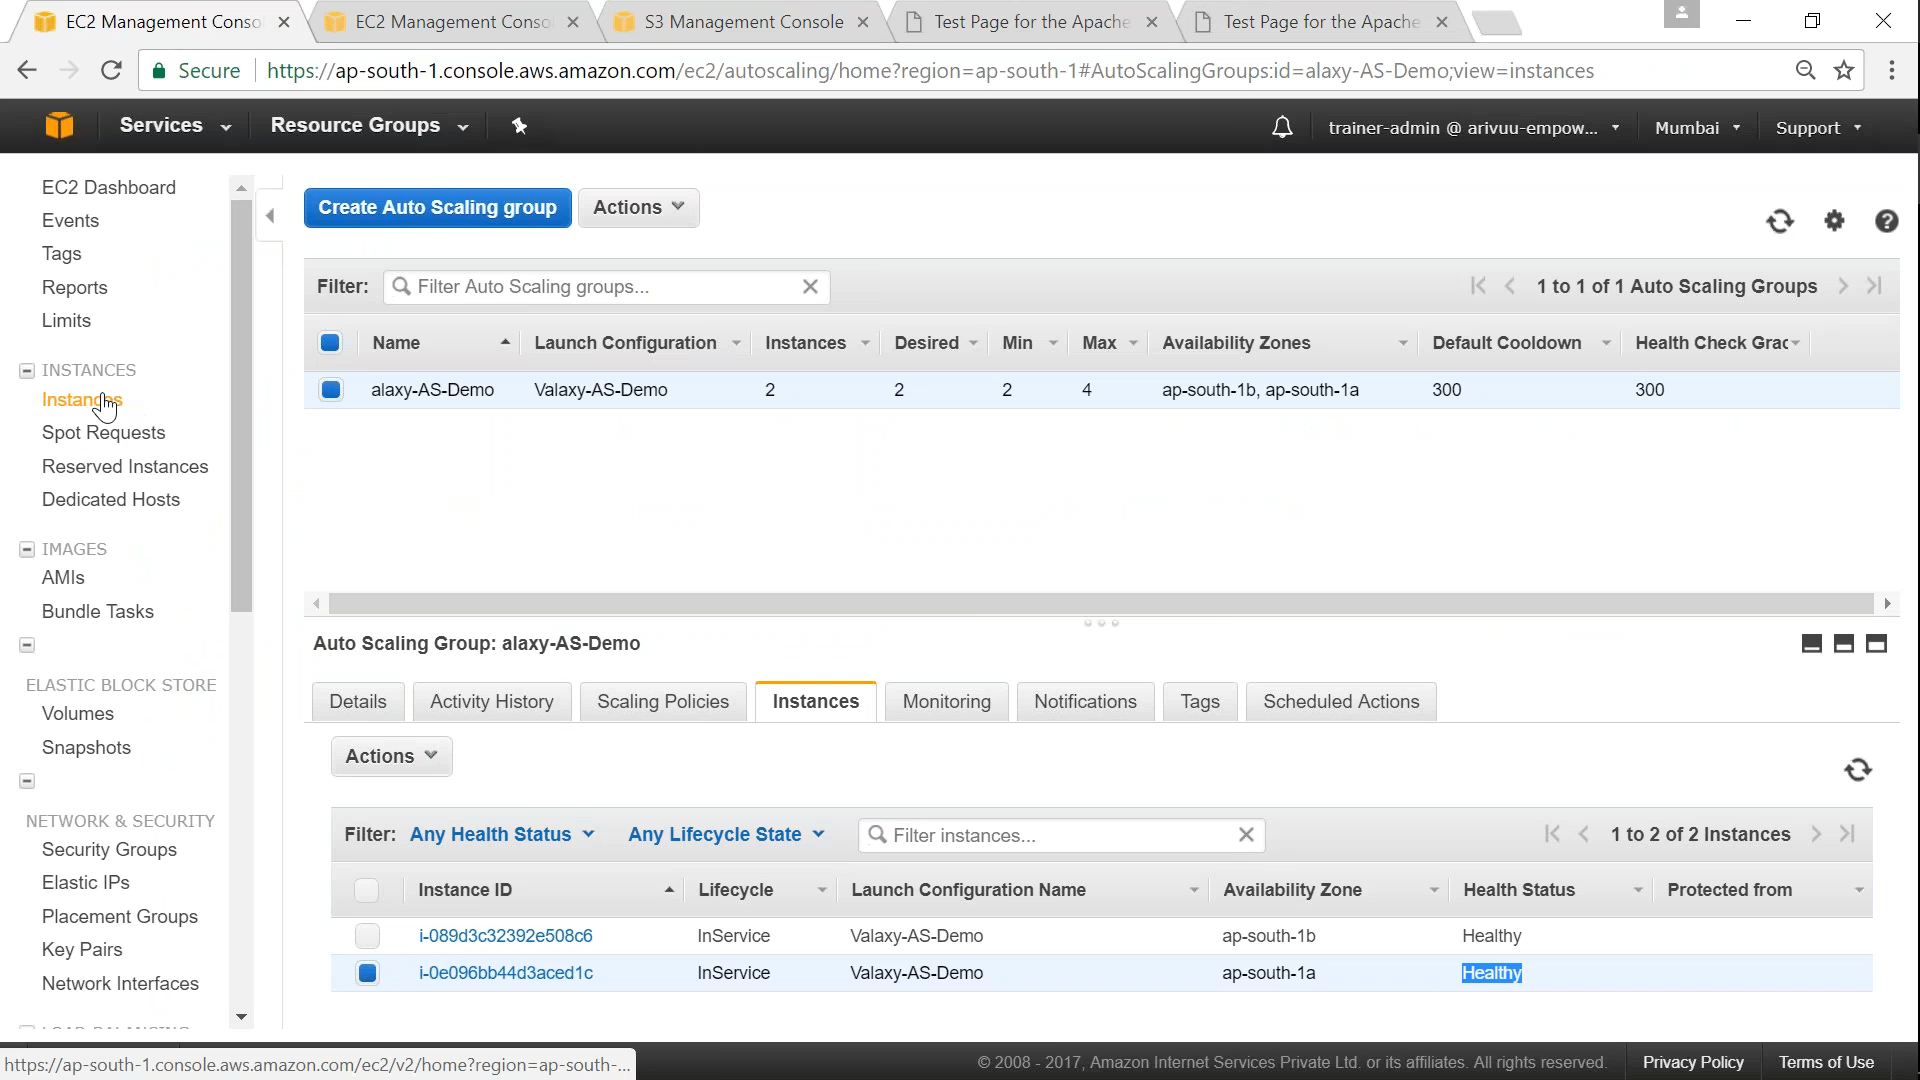 EC2 Management Conso
EC2 Management Conso
S3 Management Console
Test Page for the Apache
Test Page for the Apache
Secure
https://ap-south-1.console.aws.amazon.com/ec2/autoscaling/home?region=ap-south-1#AutoScalingGroups:id=alaxy-AS-Demo;view=instances
Services
Resource Groups
trainer-admin @ arivuu-empow...
Mumbai
Support
EC2 Dashboard
Events
Tags
Reports
Limits
INSTANCES
Instances
Spot Requests
Reserved Instances
Dedicated Hosts
IMAGES
AMIs
Bundle Tasks
ELASTIC BLOCK STORE
Volumes
Snapshots
NETWORK & SECURITY
Security Groups
Elastic IPs
Placement Groups
Key Pairs
Network Interfaces
Create Auto Scaling group
Actions
Filter: Filter Auto Scaling groups...
1 to 1 of 1 Auto Scaling Groups
Name Launch Configuration Instances Desired Min Max Availability Zones Default Cooldown Health Check Grac
alaxy-AS-Demo Valaxy-AS-Demo 2 2 2 4 ap-south-1b, ap-south-1a 300 300
Auto Scaling Group: alaxy-AS-Demo
Details Activity History Scaling Policies Instances Monitoring Notifications Tags Scheduled Actions
Actions
Filter: Any Health Status Any Lifecycle State Filter instances... 1 to 2 of 2 Instances
Instance ID Lifecycle Launch Configuration Name Availability Zone Health Status Protected from
i-089d3c32392e508c6 InService Valaxy-AS-Demo ap-south-1b Healthy
i-0e096bb44d3aced1c InService Valaxy-AS-Demo ap-south-1a Healthy
https://ap-south-1.console.aws.amazon.com/ec2/v2/home?region=ap-south-...
© 2008 - 2017, Amazon Internet Services Private Ltd. or its affiliates. All rights reserved.
Privacy Policy
Terms of Use